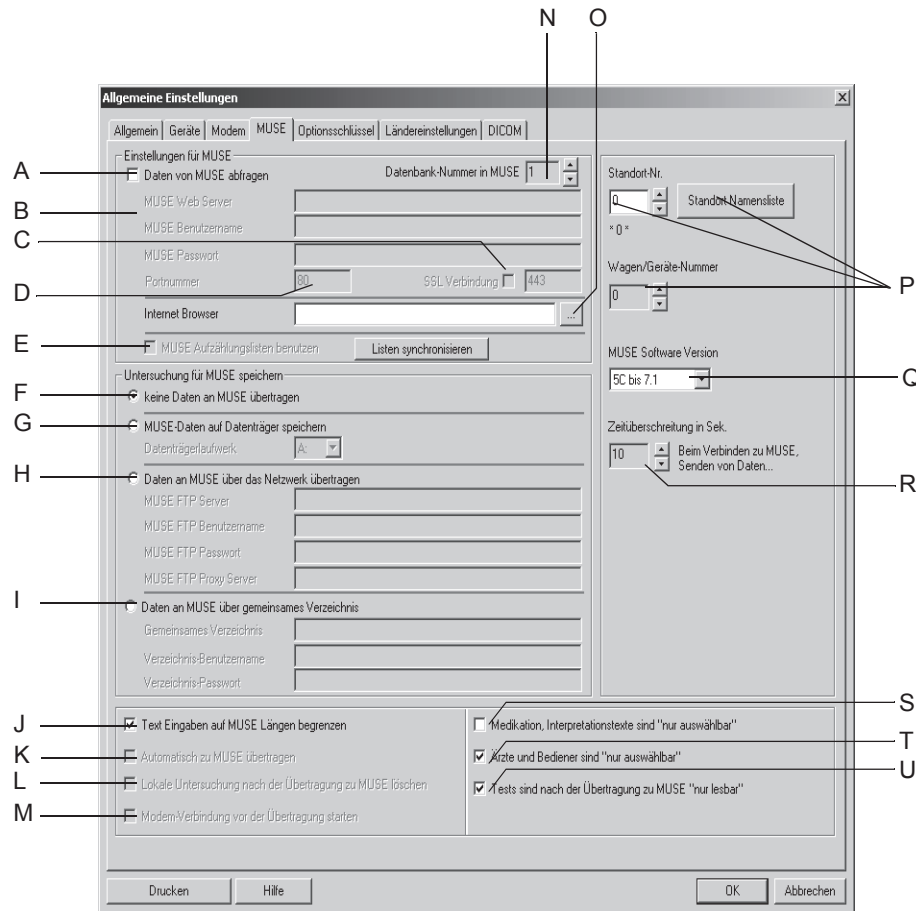 N O
Allgemeine Einstellungen
Allgemein Geräte Modem MUSE Optionsschlüssel Ländereinstellungen DICOM
Einstellungen für MUSE
A Daten von MUSE abfragen Datenbank-Nummer in MUSE 1
B MUSE Web Server
MUSE Benutzername
C MUSE Passwort
D Portnummer 80 SSL Verbindung 443
Internet Browser ...
E MUSE Aufzählungslisten benutzen Listen synchronisieren
Untersuchung für MUSE speichern
F keine Daten an MUSE übertragen
G MUSE-Daten auf Datenträger speichern
Datenträgerlaufwerk A:
H Daten an MUSE über das Netzwerk übertragen
MUSE FTP Server
MUSE FTP Benutzername
MUSE FTP Passwort
MUSE FTP Proxy Server
I Daten an MUSE über gemeinsames Verzeichnis
Gemeinsames Verzeichnis
Verzeichnis-Benutzername
Verzeichnis-Passwort
Standort-Nr.
0 Standort Namensliste
" 0 "
Wagen/Geräte-Nummer
P
0
MUSE Software Version
5C bis 7.1 Q
Zeitüberschreitung in Sek.
10 Beim Verbinden zu MUSE,
Senden von Daten...
R
J Text Eingaben auf MUSE Längen begrenzen
K Automatisch zu MUSE übertragen
L Lokale Untersuchung nach der Übertragung zu MUSE löschen
M Modem-Verbindung vor der Übertragung starten
S
Medikation, Interpretationstexte sind "nur auswählbar"
T
Ärzte und Bediener sind "nur auswählbar"
U
Tests sind nach der Übertragung zu MUSE "nur lesbar"
Drucken Hilfe OK Abbrechen